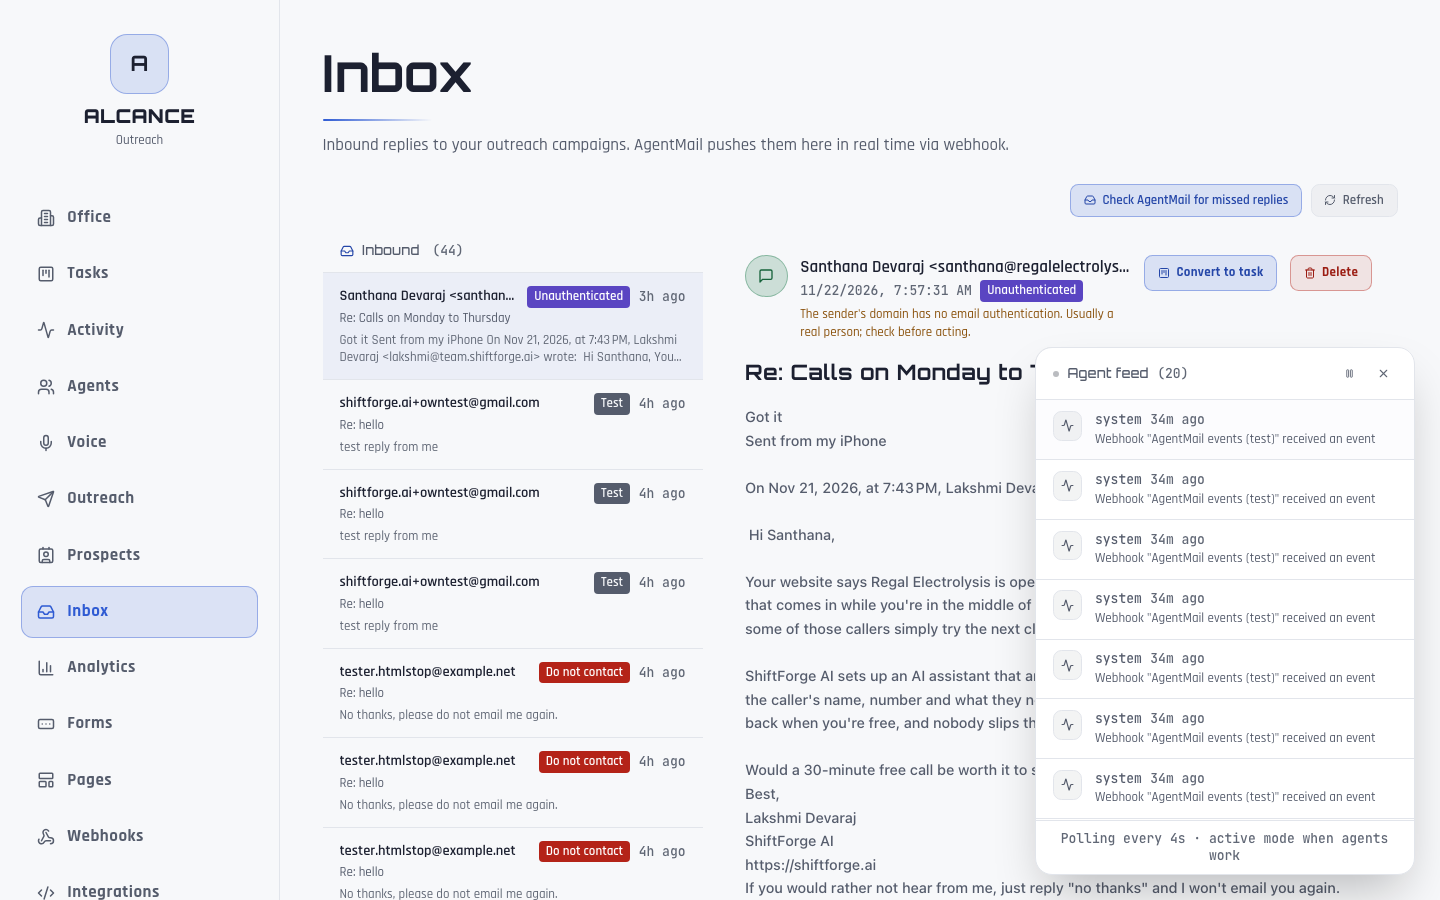 A
ALCANCE
Outreach
Office
Tasks
Activity
Agents
Voice
Outreach
Prospects
Inbox
Analytics
Forms
Pages
Webhooks
Integrations
Inbox
Inbound replies to your outreach campaigns. AgentMail pushes them here in real time via webhook.
Check AgentMail for missed replies
Refresh
Inbound (44)
Santhana Devaraj <santhan... Unauthenticated 3h ago
Re: Calls on Monday to Thursday
Got it Sent from my iPhone On Nov 21, 2026, at 7:43 PM, Lakshmi
Devaraj <lakshmi@team.shiftforge.ai> wrote: Hi Santhana, You...
shiftforge.ai+owntest@gmail.com Test 4h ago
Re: hello
test reply from me
shiftforge.ai+owntest@gmail.com Test 4h ago
Re: hello
test reply from me
shiftforge.ai+owntest@gmail.com Test 4h ago
Re: hello
test reply from me
tester.htmlstop@example.net Do not contact 4h ago
Re: hello
No thanks, please do not email me again.
tester.htmlstop@example.net Do not contact 4h ago
Re: hello
No thanks, please do not email me again.
tester.htmlstop@example.net Do not contact 4h ago
Re: hello
No thanks, please do not email me again.
Santhana Devaraj <santhana@regalelectrolys...
11/22/2026, 7:57:31 AM Unauthenticated
The sender's domain has no email authentication. Usually a
real person; check before acting.
Convert to task
Delete
Re: Calls on Monday to
Got it
Sent from my iPhone
On Nov 21, 2026, at 7:43 PM, Lakshmi Deva
Hi Santhana,
Your website says Regal Electrolysis is ope
that comes in while you're in the middle of
some of those callers simply try the next cl
ShiftForge AI sets up an AI assistant that a
the caller's name, number and what they n
back when you're free, and nobody slips th
Would a 30-minute free call be worth it to s
Best,
Lakshmi Devaraj
ShiftForge AI
https://shiftforge.ai
If you would rather not hear from me, just reply "no thanks" and I won't email you again.
Agent feed (20)
system 34m ago
Webhook "AgentMail events (test)" received an event
system 34m ago
Webhook "AgentMail events (test)" received an event
system 34m ago
Webhook "AgentMail events (test)" received an event
system 34m ago
Webhook "AgentMail events (test)" received an event
system 34m ago
Webhook "AgentMail events (test)" received an event
system 34m ago
Webhook "AgentMail events (test)" received an event
system 34m ago
Webhook "AgentMail events (test)" received an event
Polling every 4s · active mode when agents
work